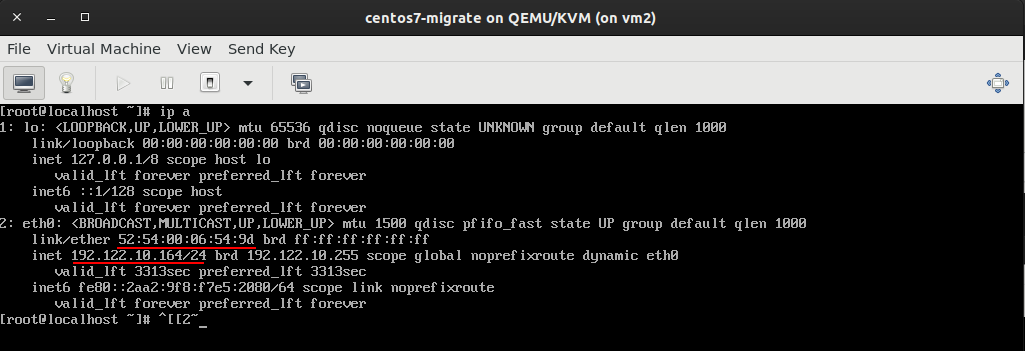 centos7-migrate on QEMU/KVM (on vm2)
File Virtual Machine View Send Key
[root@localhost ~]# ip a
1: lo: <LOOPBACK,UP,LOWER_UP> mtu 65536 qdisc noqueue state UNKNOWN group default qlen 1000
    link/loopback 00:00:00:00:00:00 brd 00:00:00:00:00:00
    inet 127.0.0.1/8 scope host lo
       valid_lft forever preferred_lft forever
    inet6 ::1/128 scope host
       valid_lft forever preferred_lft forever
2: eth0: <BROADCAST,MULTICAST,UP,LOWER_UP> mtu 1500 qdisc pfifo_fast state UP group default qlen 1000
    link/ether 52:54:00:06:54:9d brd ff:ff:ff:ff:ff:ff
    inet 192.122.10.164/24 brd 192.122.10.255 scope global noprefixroute dynamic eth0
       valid_lft 3313sec preferred_lft 3313sec
    inet6 fe80::2aa2:9f8:f7e5:2080/64 scope link noprefixroute
       valid_lft forever preferred_lft forever
[root@localhost ~]# ^[[2~_